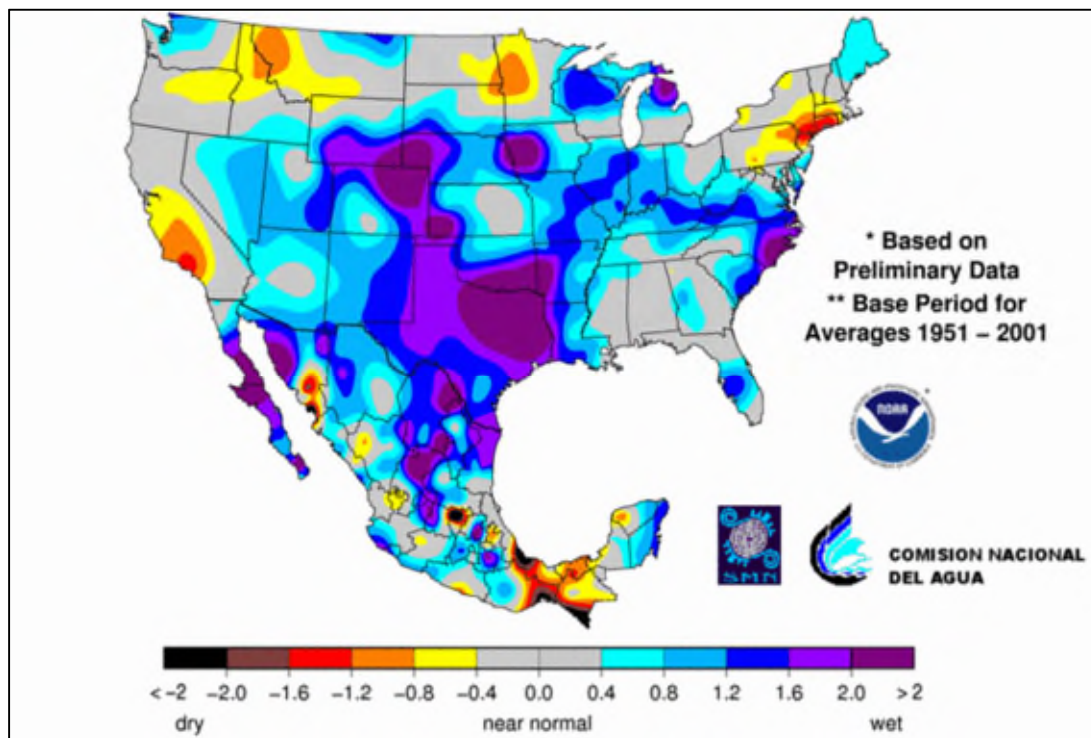 * Based on
Preliminary Data
** Base Period for
Averages 1951 – 2001
NOAA
SMN
COMISION NACIONAL
DEL AGUA
< −2 −2.0 −1.6 −1.2 −0.8 −0.4 0.0 0.4 0.8 1.2 1.6 2.0 > 2
dry near normal wet